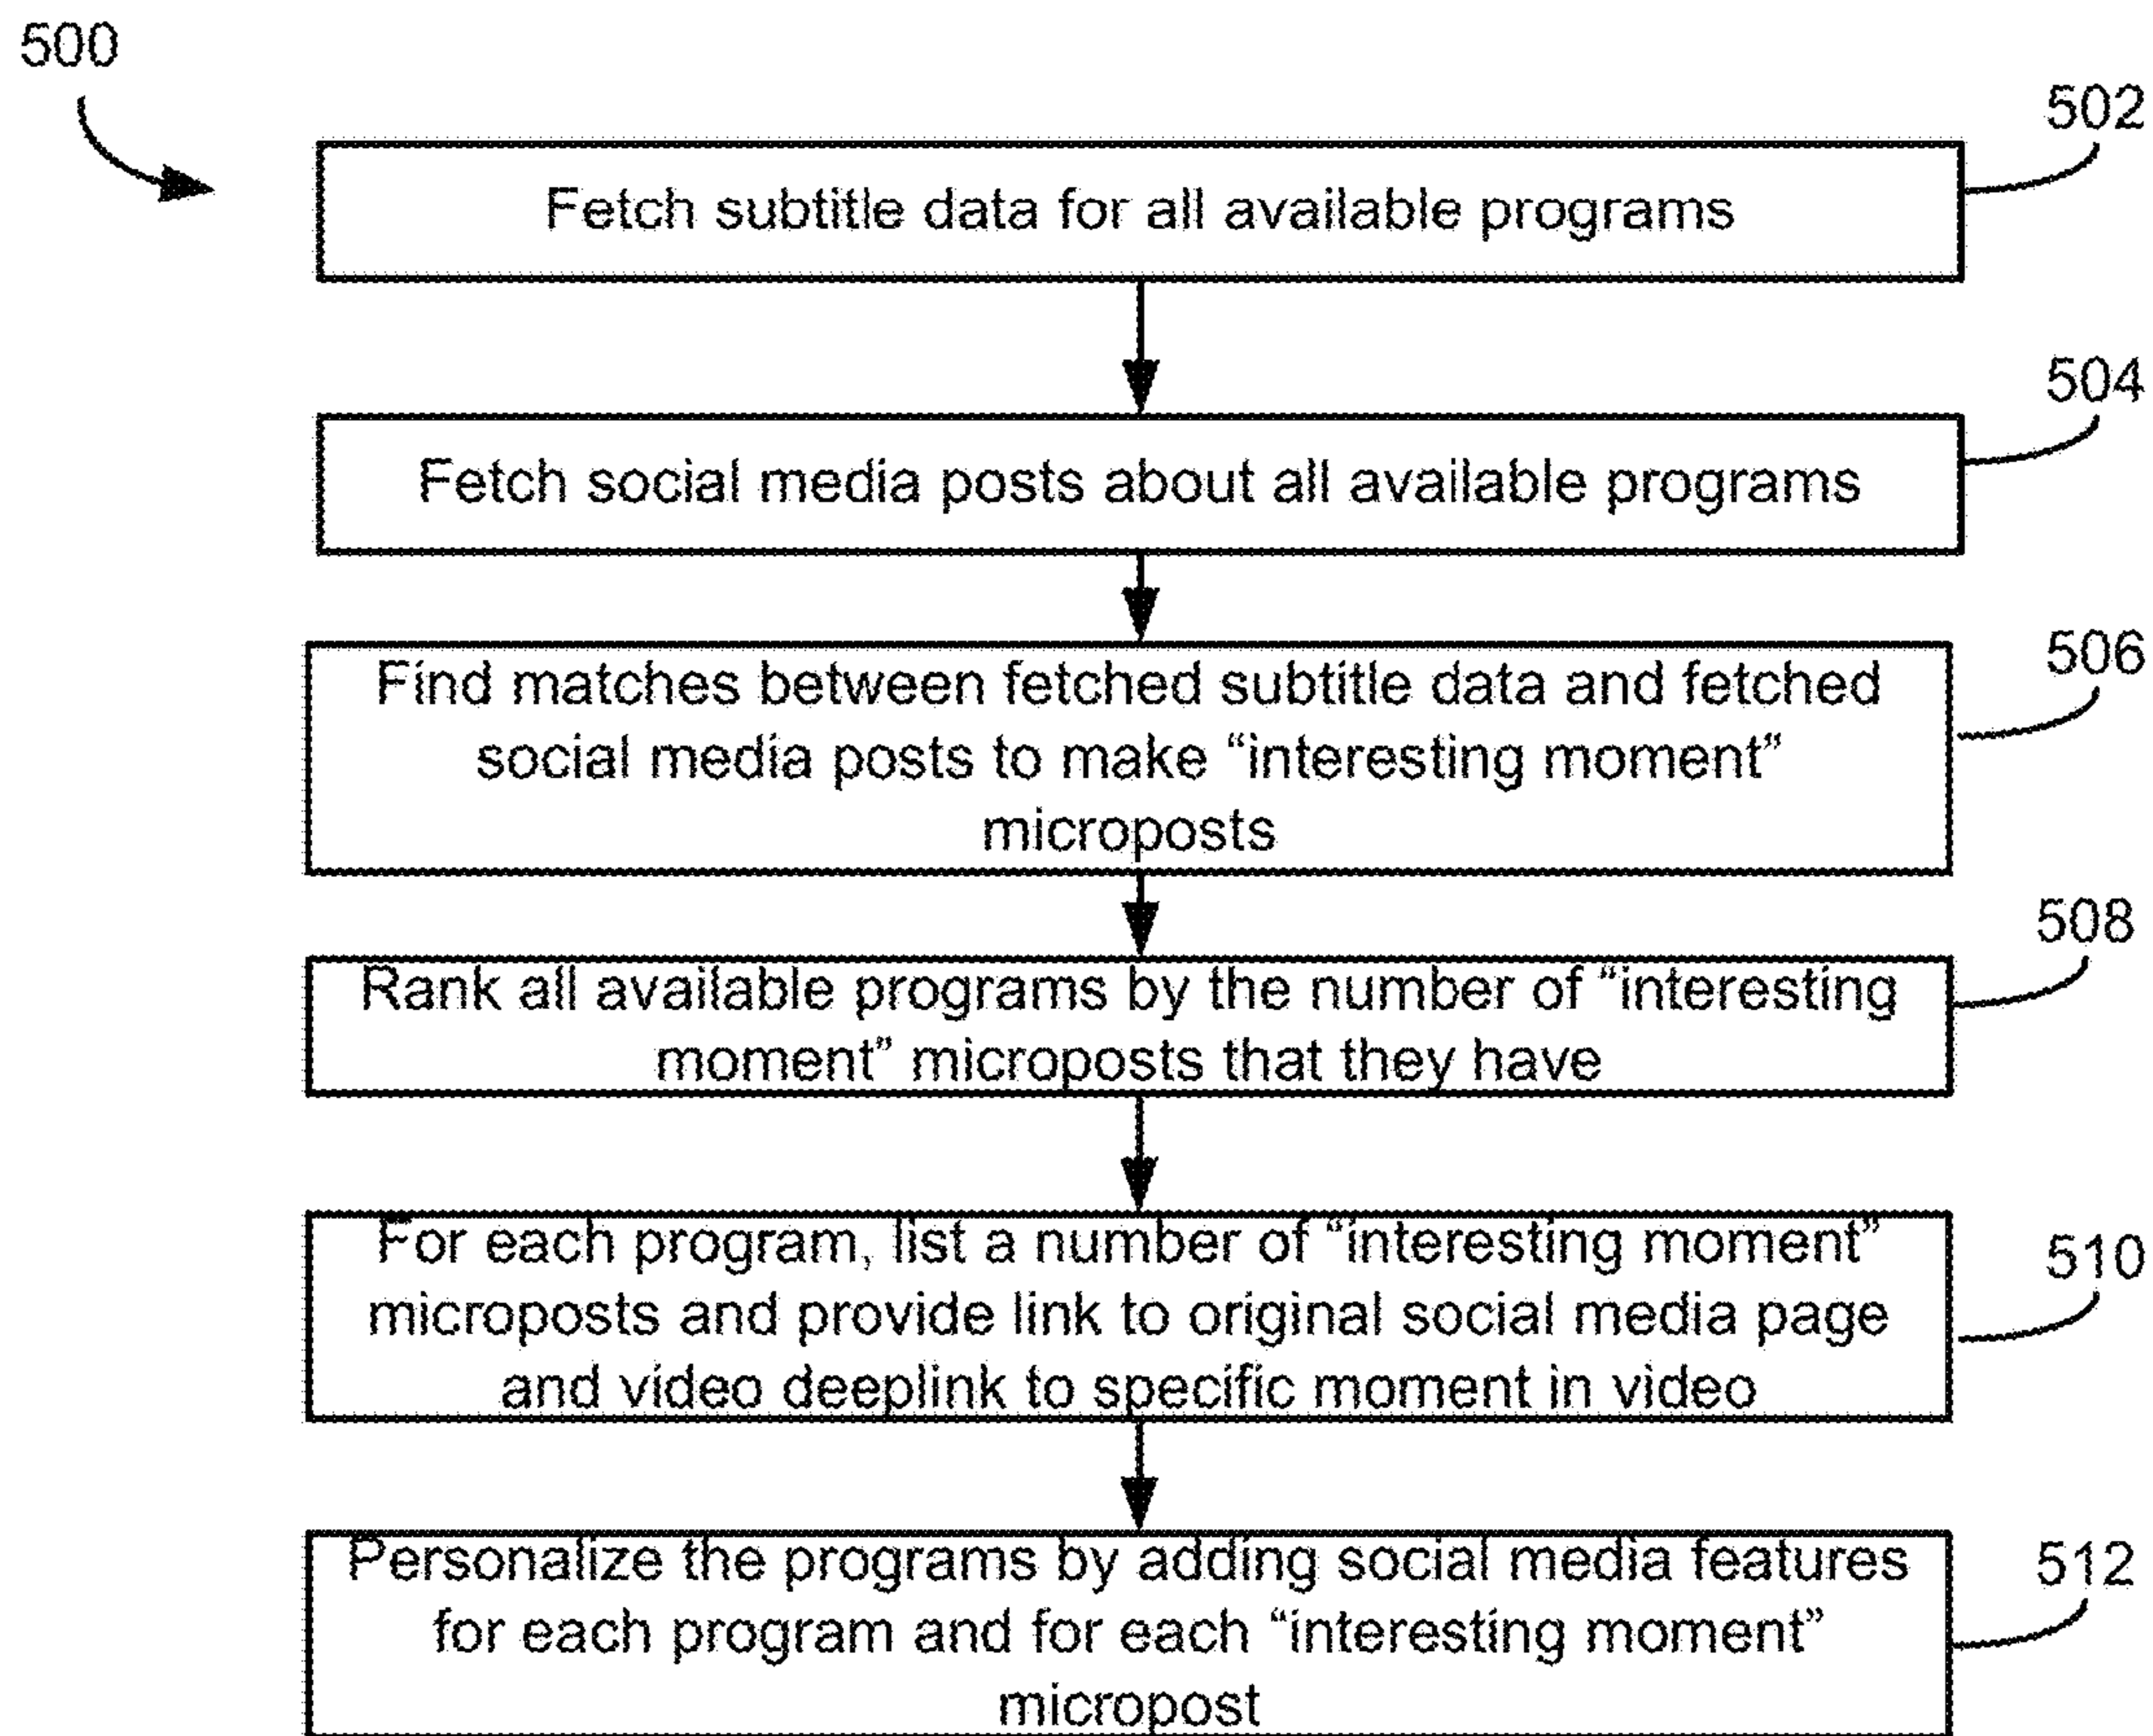 500
502
Fetch subtitle data for all available programs
504
Fetch social media posts about all available programs
506
Find matches between fetched subtitle data and fetched
social media posts to make “interesting moment”
microposts
508
Rank all available programs by the number of “interesting
moment” microposts that they have
510
For each program, list a number of “interesting moment”
microposts and provide link to original social media page
and video deeplink to specific moment in video
512
Personalize the programs by adding social media features
for each program and for each “interesting moment”
micropost